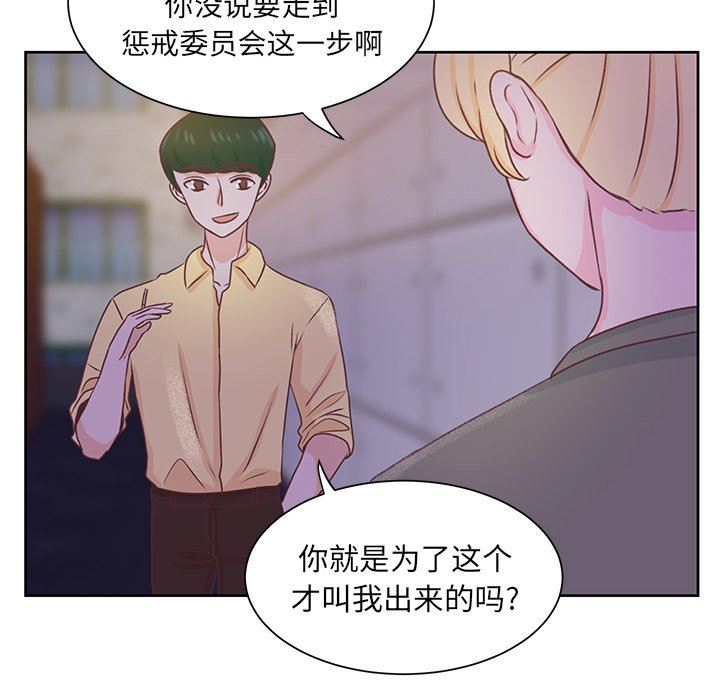 你没说要走到
惩戒委员会这一步啊
你就是为了这个
才叫我出来的吗?